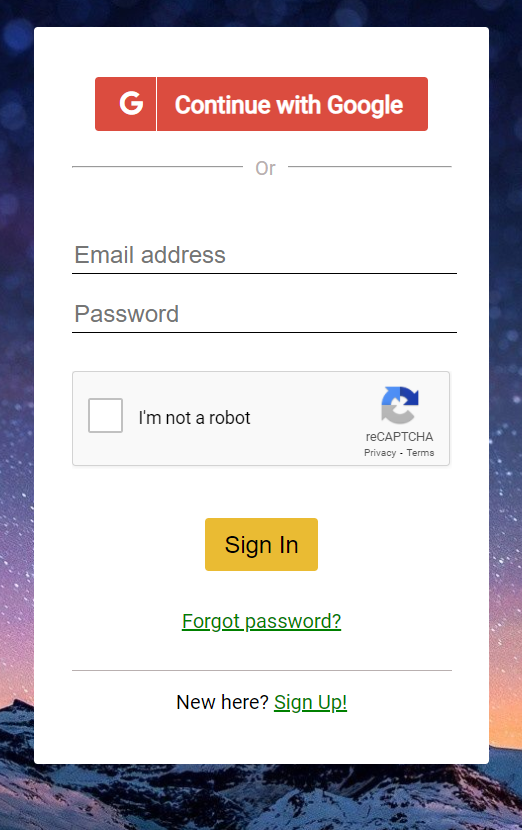 G Continue with Google
Or
Email address
Password
I'm not a robot
reCAPTCHA
Privacy - Terms
Sign In
Forgot password?
New here? Sign Up!